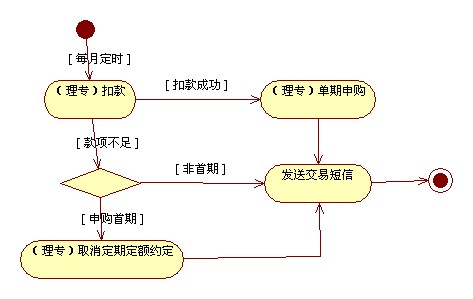 [ 每月定时 ]
（理专）扣款
[ 扣款成功 ]
（理专）单期申购
[ 款项不足 ]
[ 非首期 ]
发送交易短信
[ 申购首期 ]
（理专）取消定期定额约定